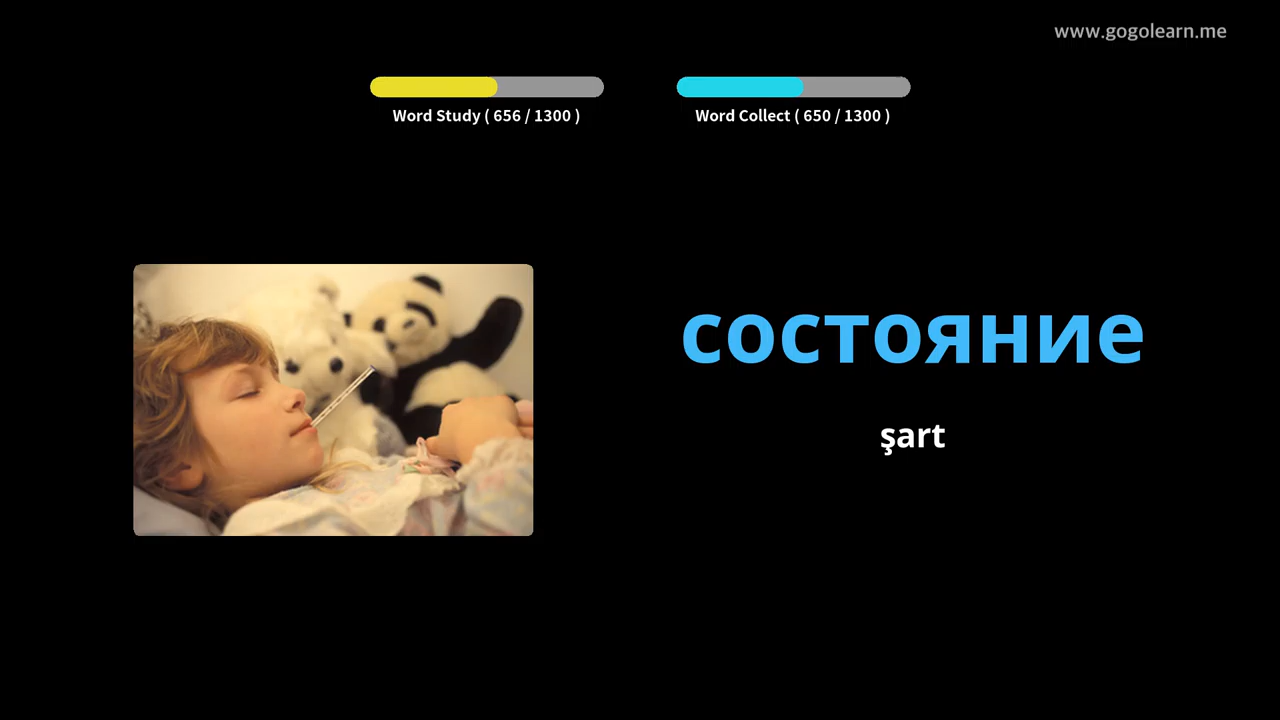 www.gogolearn.me
Word Study ( 656 / 1300 )
Word Collect ( 650 / 1300 )
состояние
şart